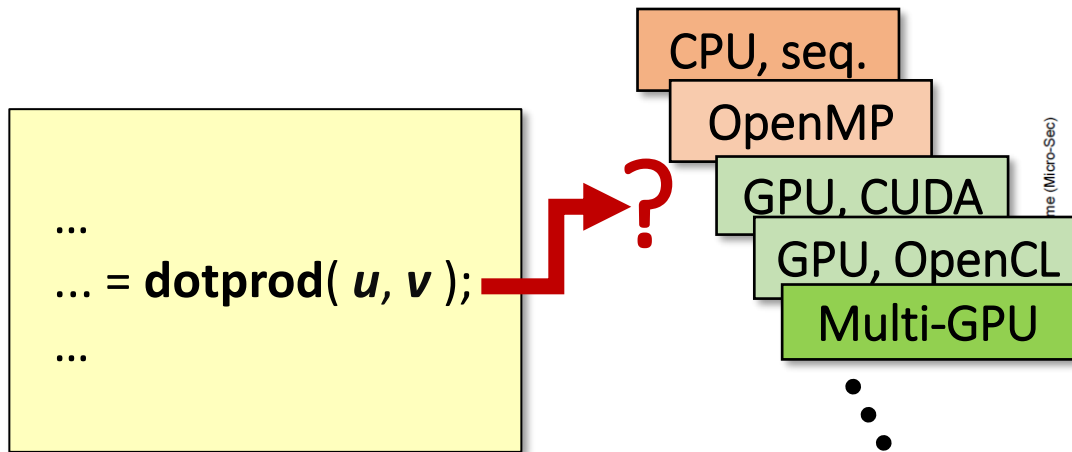 ...
... = dotprod( u, v );
...
?
CPU, seq.
OpenMP
GPU, CUDA
GPU, OpenCL
Multi-GPU
me (Micro-Sec)